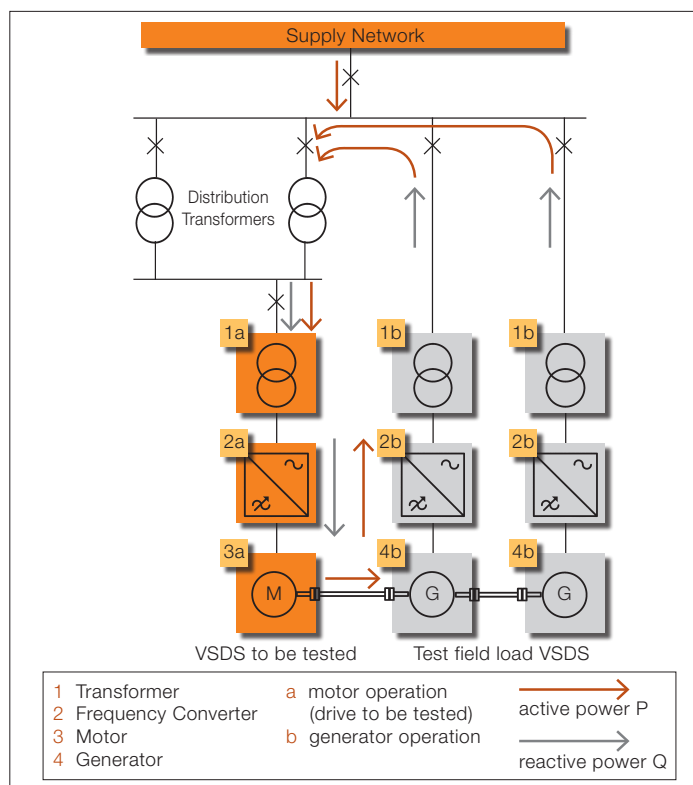 Supply Network
Distribution
Transformers
1a
1b
1b
2a
2b
2b
3a
4b
4b
M
G
G
VSDS to be tested
Test field load VSDS
1 Transformer
2 Frequency Converter
3 Motor
4 Generator
a motor operation
(drive to be tested)
b generator operation
active power P
reactive power Q